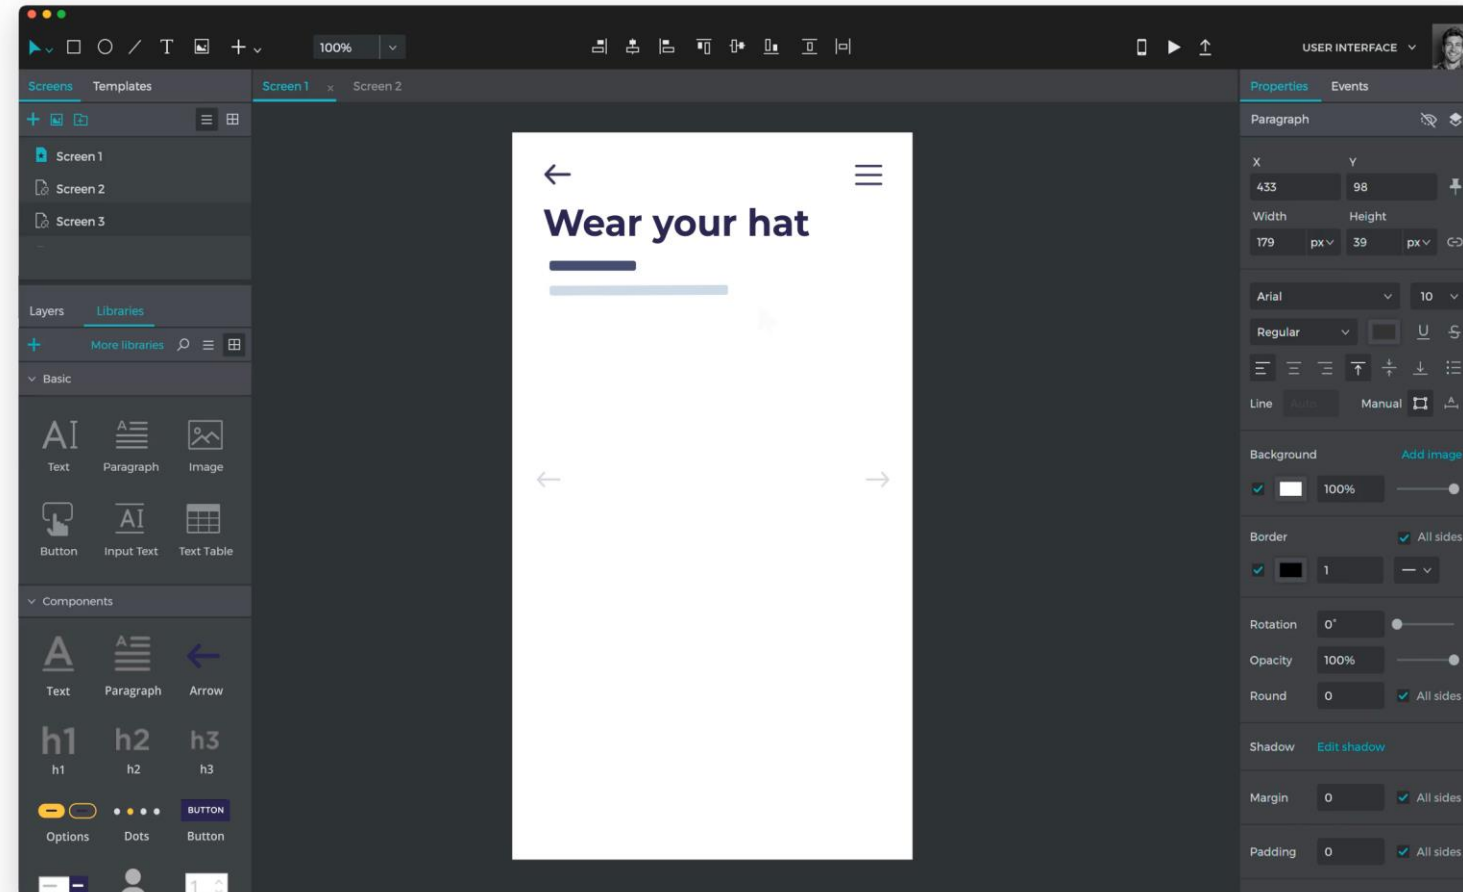 100%
USER INTERFACE
Screens Templates
Screen 1 x Screen 2
Properties Events
Paragraph
Screen 1
Screen 2
Screen 3
Layers Libraries
More libraries
Basic
AI
Text Paragraph Image
AI
Button Input Text Text Table
Components
A
Text Paragraph Arrow
h1 h2 h3
h1 h2 h3
BUTTON
Options Dots Button
1
Wear your hat
X Y
433 98
Width Height
179 px 39 px
Arial 10
Regular U S
Line Auto Manual A
Background Add image
100%
Border All sides
1
Rotation 0°
Opacity 100%
Round 0 All sides
Shadow Edit shadow
Margin 0 All sides
Padding 0 All sides